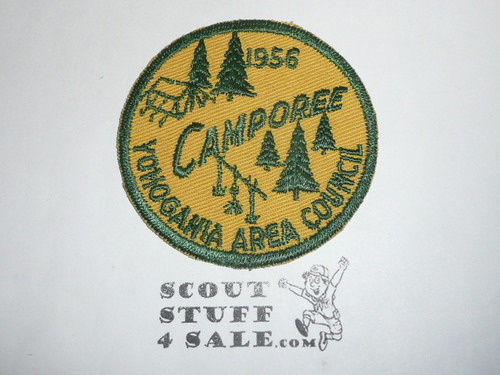 1956
CAMPOREE
YOHOGANIA AREA COUNCIL
SCOUT
STUFF
4 SALE.COM